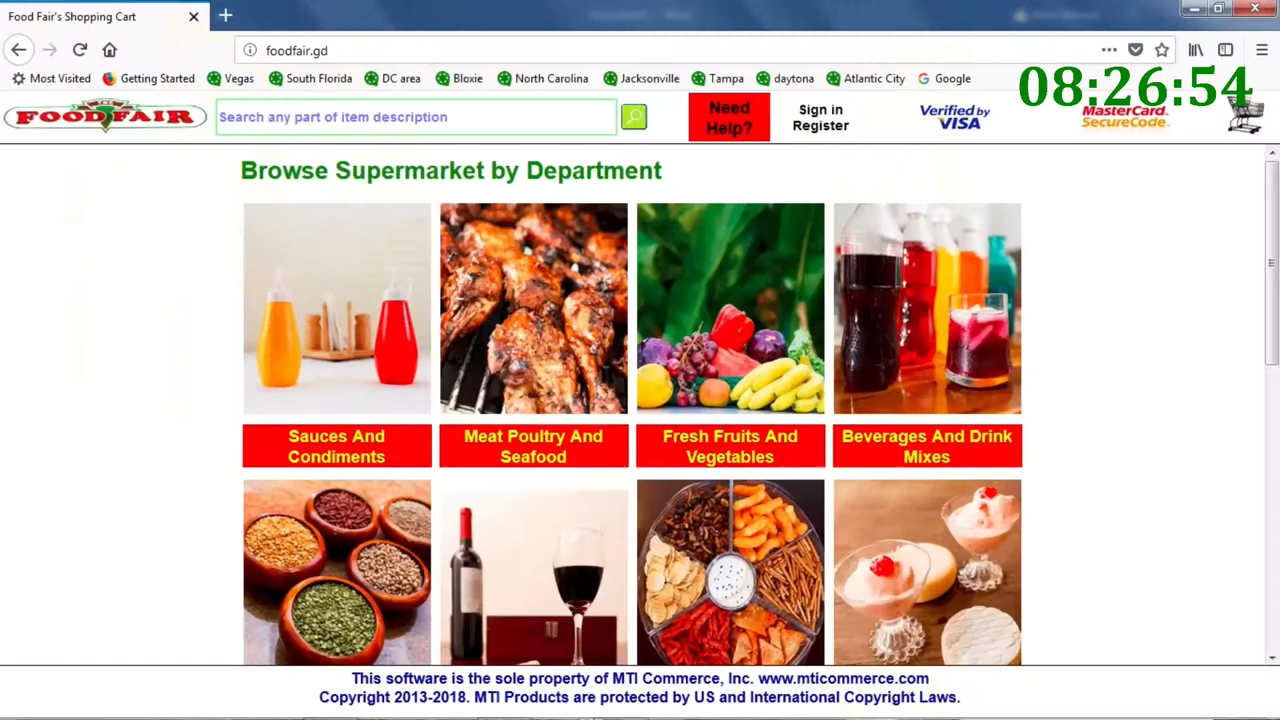 Food Fair's Shopping Cart
foodfair.gd
Most Visited Getting Started Vegas South Florida DC area Bloxie North Carolina Jacksonville Tampa daytona Atlantic City Google
08:26:54
FOOD FAIR
Search any part of item description
Need
Help?
Sign in
Register
Verified by
VISA
MasterCard.
SecureCode.
Browse Supermarket by Department
Sauces And
Condiments
Meat Poultry And
Seafood
Fresh Fruits And
Vegetables
Beverages And Drink
Mixes
This software is the sole property of MTI Commerce, Inc. www.mticommerce.com
Copyright 2013-2018. MTI Products are protected by US and International Copyright Laws.